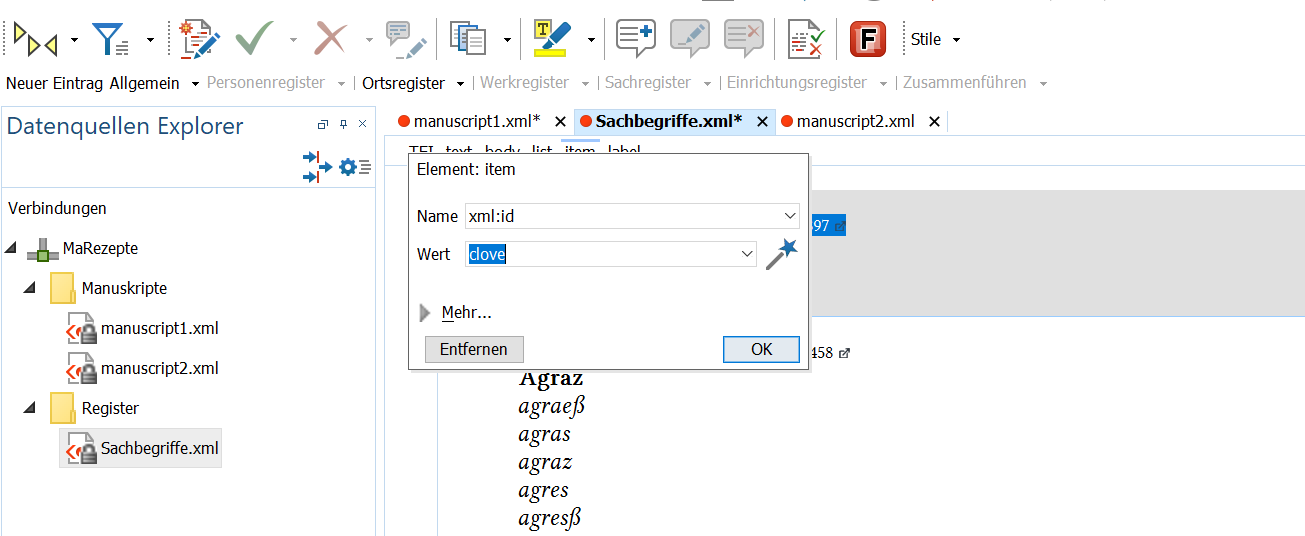 T
F
Stile
Neuer Eintrag Allgemein Personenregister | Ortsregister | Werkregister | Sachregister | Einrichtungsregister | Zusammenführen
Datenquellen Explorer
Verbindungen
MaRezepte
Manuskripte
manuscript1.xml
manuscript2.xml
Register
Sachbegriffe.xml
manuscript1.xml* Sachbegriffe.xml* manuscript2.xml
TEI text body list item label
Element: item
Name xml:id
Wert clove
Mehr...
Entfernen OK
97
458
Agraz
agraeß
agras
agraz
agres
agresß